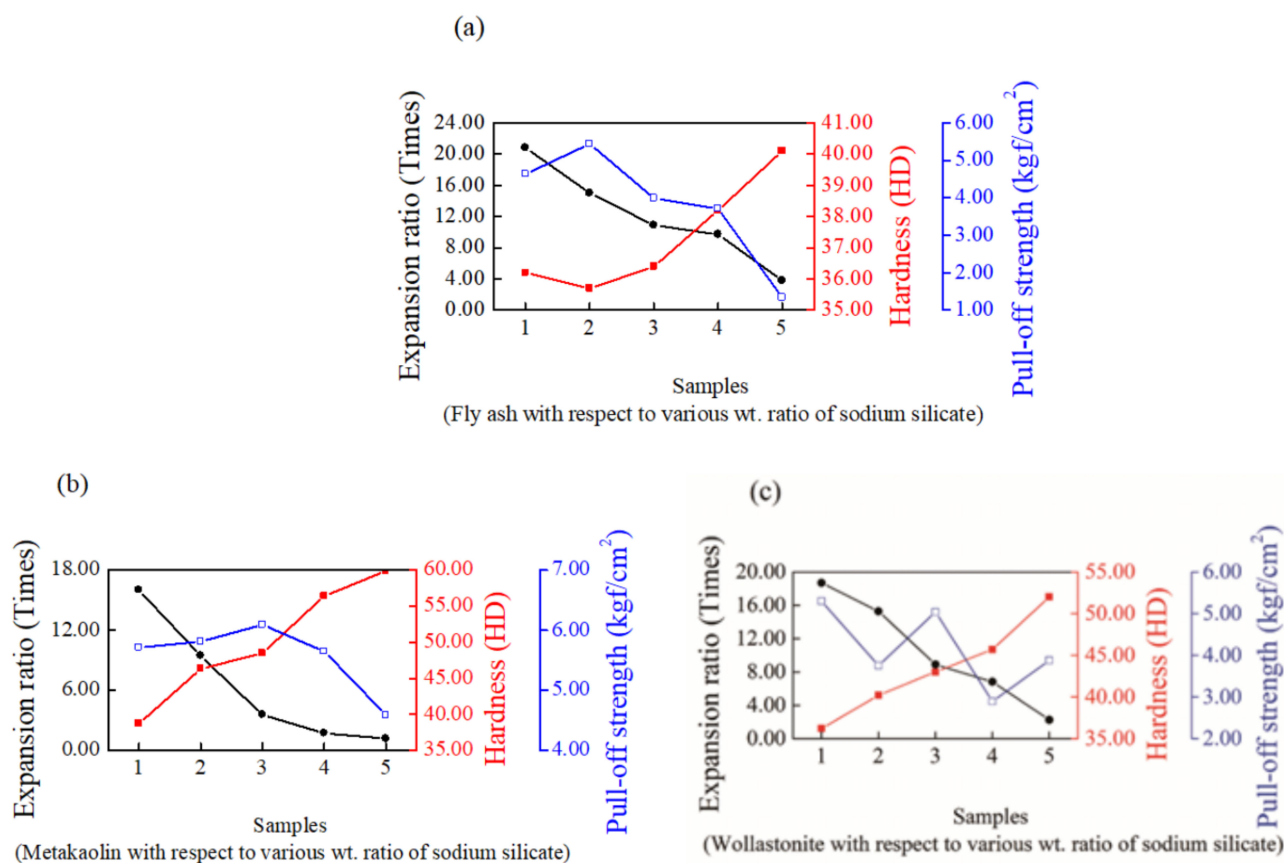 (a)
Expansion ratio (Times)
24.00
20.00
16.00
12.00
8.00
4.00
0.00
1 2 3 4 5
41.00
40.00
39.00
38.00
37.00
36.00
35.00
Hardness (HD)
6.00
5.00
4.00
3.00
2.00
1.00
Pull-off strength (kgf/cm²)
Samples
(Fly ash with respect to various wt. ratio of sodium silicate)
(b)
Expansion ratio (Times)
18.00
12.00
6.00
0.00
1 2 3 4 5
60.00
55.00
50.00
45.00
40.00
35.00
Hardness (HD)
7.00
6.00
5.00
4.00
Pull-off strength (kgf/cm²)
Samples
(Metakaolin with respect to various wt. ratio of sodium silicate)
(c)
Expansion ratio (Times)
20.00
16.00
12.00
8.00
4.00
0.00
1 2 3 4 5
55.00
50.00
45.00
40.00
35.00
Hardness (HD)
6.00
5.00
4.00
3.00
2.00
Pull-off strength (kgf/cm²)
Samples
(Wollastonite with respect to various wt. ratio of sodium silicate)